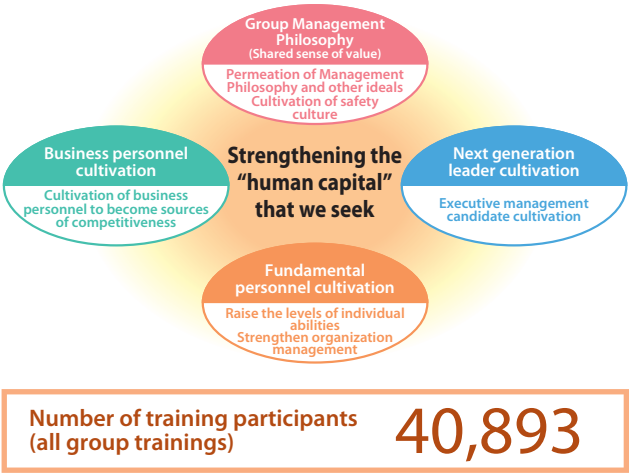 Group Management
Philosophy
(Shared sense of value)
Permeation of Management
Philosophy and other ideals
Cultivation of safety
culture
Business personnel
cultivation
Cultivation of business
personnel to become sources
of competitiveness
Strengthening the
“human capital”
that we seek
Next generation
leader cultivation
Executive management
candidate cultivation
Fundamental
personnel cultivation
Raise the levels of individual
abilities
Strengthen organization
management
Number of training participants
(all group trainings)
40,893